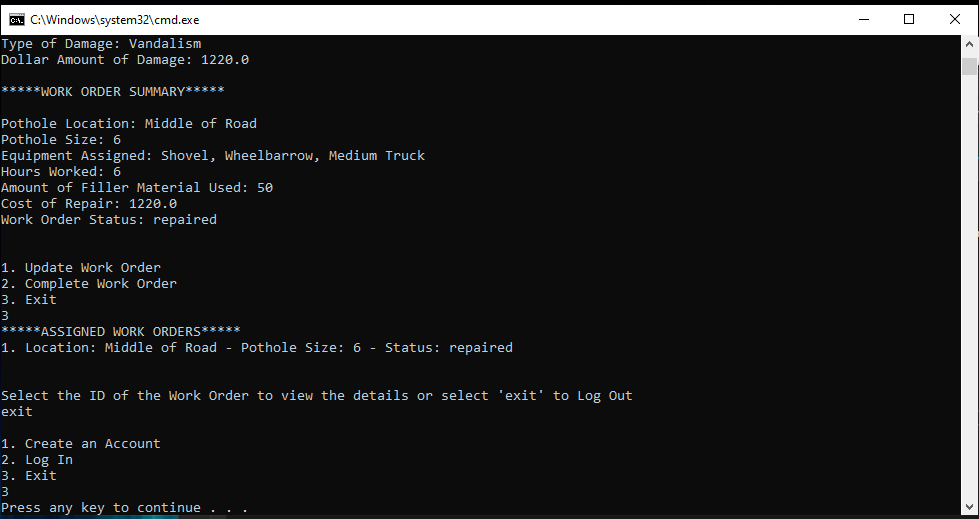 C:\Windows\system32\cmd.exe
Type of Damage: Vandalism
Dollar Amount of Damage: 1220.0
*****WORK ORDER SUMMARY*****
Pothole Location: Middle of Road
Pothole Size: 6
Equipment Assigned: Shovel, Wheelbarrow, Medium Truck
Hours Worked: 6
Amount of Filler Material Used: 50
Cost of Repair: 1220.0
Work Order Status: repaired
1. Update Work Order
2. Complete Work Order
3. Exit
3
*****ASSIGNED WORK ORDERS*****
1. Location: Middle of Road - Pothole Size: 6 - Status: repaired
Select the ID of the Work Order to view the details or select 'exit' to Log Out
exit
1. Create an Account
2. Log In
3. Exit
3
Press any key to continue . . .